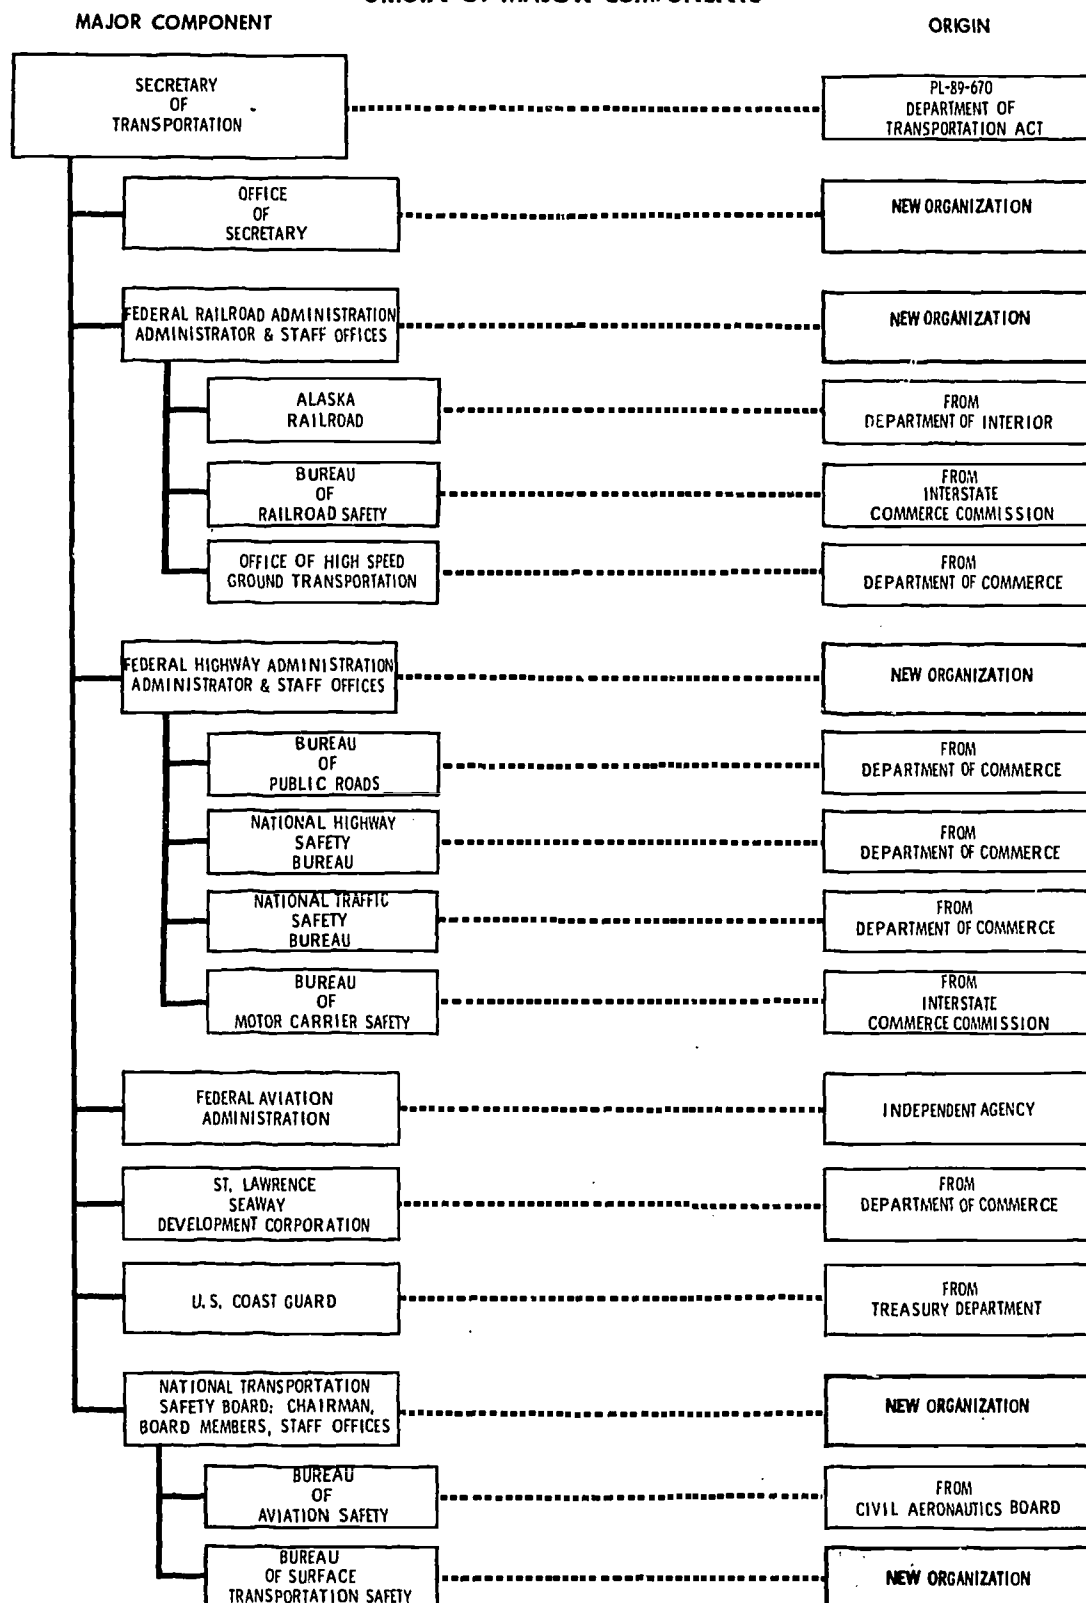 ORIGIN OF MAJOR COMPONENTS
MAJOR COMPONENT
ORIGIN
SECRETARY
OF
TRANSPORTATION
PL-89-670
DEPARTMENT OF
TRANSPORTATION ACT
OFFICE
OF
SECRETARY
NEW ORGANIZATION
FEDERAL RAILROAD ADMINISTRATION
ADMINISTRATOR & STAFF OFFICES
NEW ORGANIZATION
ALASKA
RAILROAD
FROM
DEPARTMENT OF INTERIOR
BUREAU
OF
RAILROAD SAFETY
FROM
INTERSTATE
COMMERCE COMMISSION
OFFICE OF HIGH SPEED
GROUND TRANSPORTATION
FROM
DEPARTMENT OF COMMERCE
FEDERAL HIGHWAY ADMINISTRATION
ADMINISTRATOR & STAFF OFFICES
NEW ORGANIZATION
BUREAU
OF
PUBLIC ROADS
FROM
DEPARTMENT OF COMMERCE
NATIONAL HIGHWAY
SAFETY
BUREAU
FROM
DEPARTMENT OF COMMERCE
NATIONAL TRAFFIC
SAFETY
BUREAU
FROM
DEPARTMENT OF COMMERCE
BUREAU
OF
MOTOR CARRIER SAFETY
FROM
INTERSTATE
COMMERCE COMMISSION
FEDERAL AVIATION
ADMINISTRATION
INDEPENDENT AGENCY
ST. LAWRENCE
SEAWAY
DEVELOPMENT CORPORATION
FROM
DEPARTMENT OF COMMERCE
U.S. COAST GUARD
FROM
TREASURY DEPARTMENT
NATIONAL TRANSPORTATION
SAFETY BOARD: CHAIRMAN,
BOARD MEMBERS, STAFF OFFICES
NEW ORGANIZATION
BUREAU
OF
AVIATION SAFETY
FROM
CIVIL AERONAUTICS BOARD
BUREAU
OF SURFACE
TRANSPORTATION SAFETY
NEW ORGANIZATION